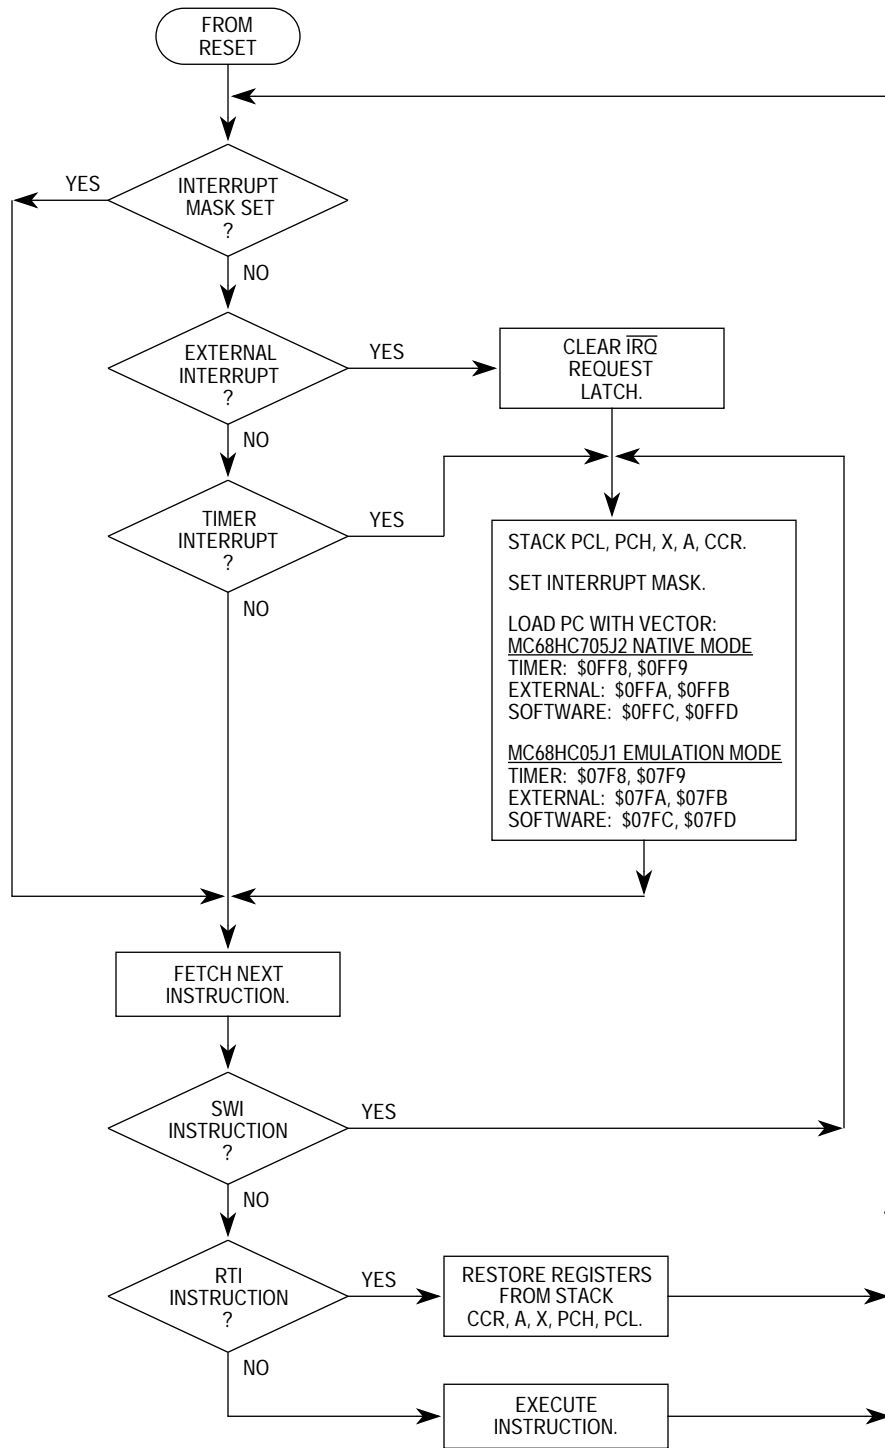 FROM
RESET
YES
INTERRUPT
MASK SET
?
NO
EXTERNAL
INTERRUPT
?
YES
CLEAR IRQ
REQUEST
LATCH.
NO
TIMER
INTERRUPT
?
YES
STACK PCL, PCH, X, A, CCR.
SET INTERRUPT MASK.
LOAD PC WITH VECTOR:
MC68HC705J2 NATIVE MODE
TIMER: $0FF8, $0FF9
EXTERNAL: $0FFA, $0FFB
SOFTWARE: $0FFC, $0FFD
MC68HC05J1 EMULATION MODE
TIMER: $07F8, $07F9
EXTERNAL: $07FA, $07FB
SOFTWARE: $07FC, $07FD
NO
FETCH NEXT
INSTRUCTION.
SWI
INSTRUCTION
?
YES
NO
RTI
INSTRUCTION
?
YES
RESTORE REGISTERS
FROM STACK
CCR, A, X, PCH, PCL.
NO
EXECUTE
INSTRUCTION.